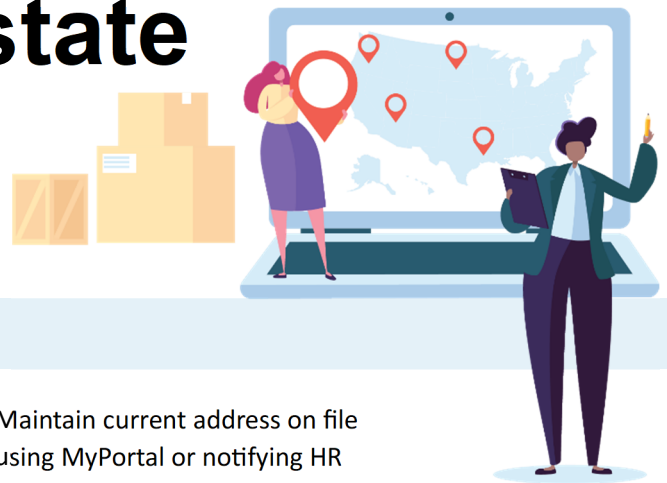 state
Maintain current address on file
using MyPortal or notifying HR